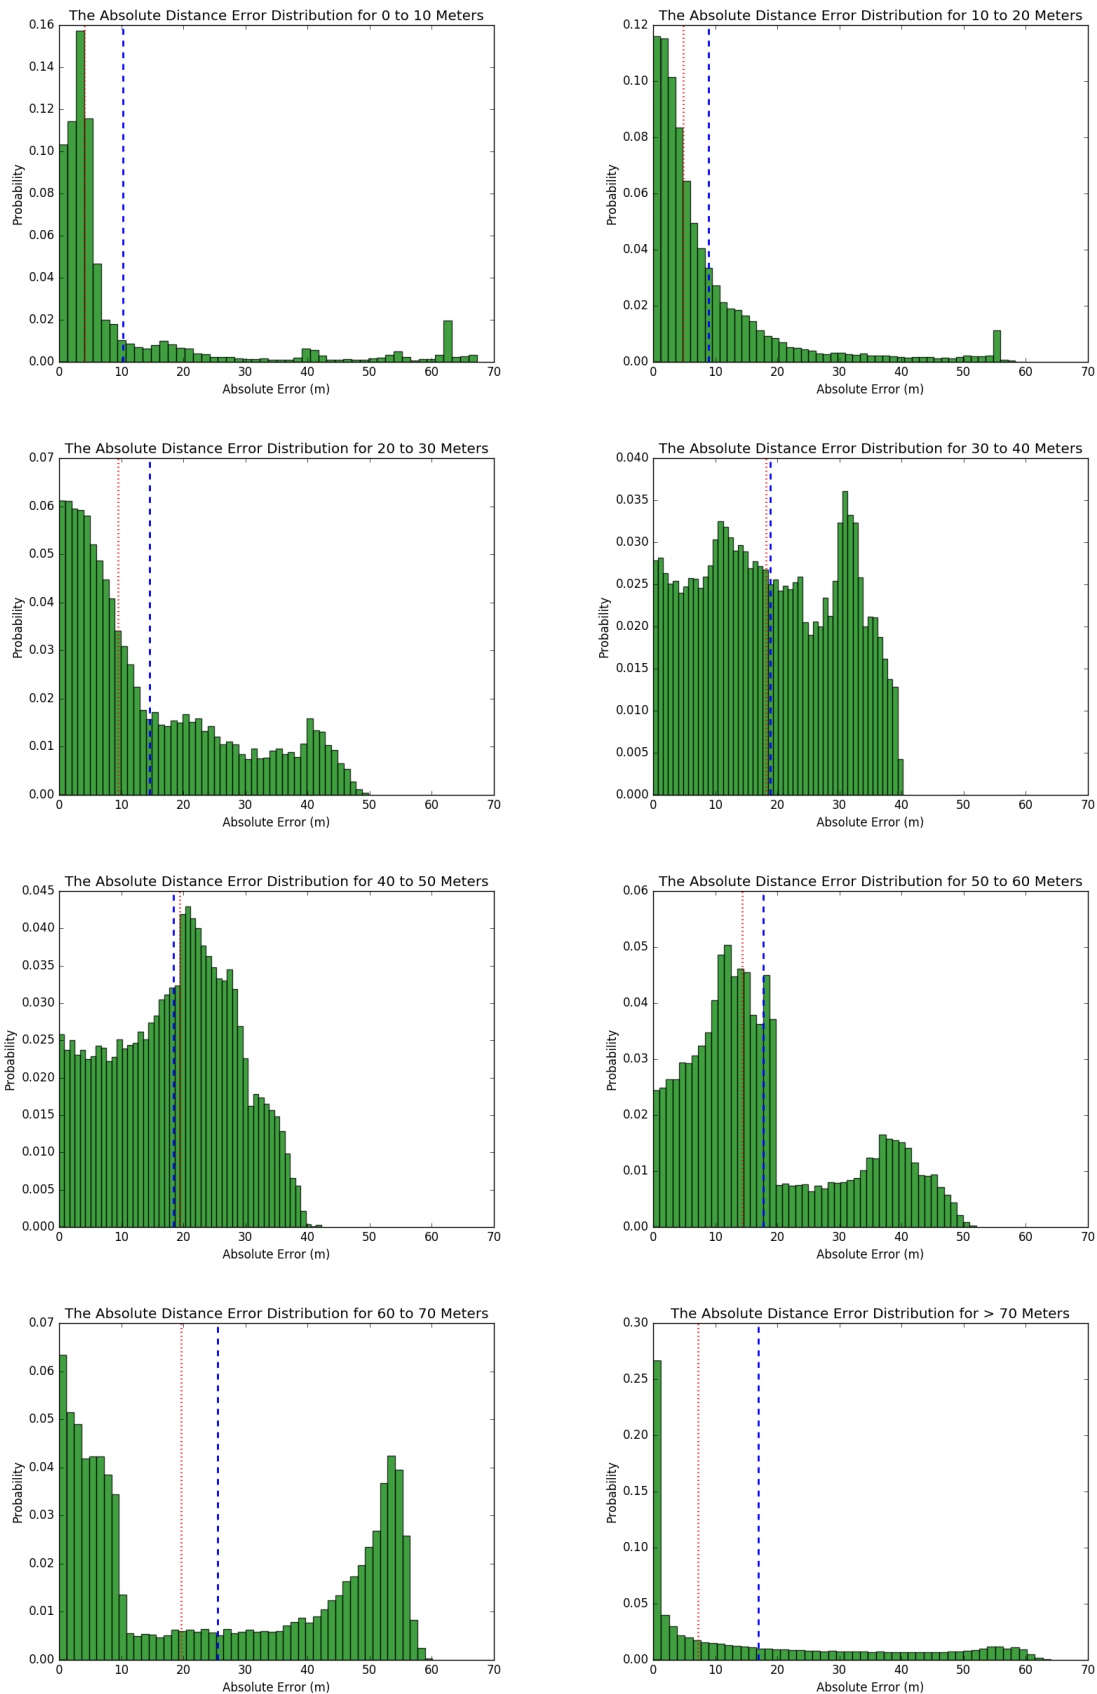 The Absolute Distance Error Distribution for 0 to 10 Meters
0.16
0.14
0.12
0.10
0.08
0.06
0.04
0.02
0.00
Probability
0 10 20 30 40 50 60 70
Absolute Error (m)
The Absolute Distance Error Distribution for 10 to 20 Meters
0.12
0.10
0.08
0.06
0.04
0.02
0.00
Probability
0 10 20 30 40 50 60 70
Absolute Error (m)
The Absolute Distance Error Distribution for 20 to 30 Meters
0.07
0.06
0.05
0.04
0.03
0.02
0.01
0.00
Probability
0 10 20 30 40 50 60 70
Absolute Error (m)
The Absolute Distance Error Distribution for 30 to 40 Meters
0.040
0.035
0.030
0.025
0.020
0.015
0.010
0.005
0.000
Probability
0 10 20 30 40 50 60 70
Absolute Error (m)
The Absolute Distance Error Distribution for 40 to 50 Meters
0.045
0.040
0.035
0.030
0.025
0.020
0.015
0.010
0.005
0.000
Probability
0 10 20 30 40 50 60 70
Absolute Error (m)
The Absolute Distance Error Distribution for 50 to 60 Meters
0.06
0.05
0.04
0.03
0.02
0.01
0.00
Probability
0 10 20 30 40 50 60 70
Absolute Error (m)
The Absolute Distance Error Distribution for 60 to 70 Meters
0.07
0.06
0.05
0.04
0.03
0.02
0.01
0.00
Probability
0 10 20 30 40 50 60 70
Absolute Error (m)
The Absolute Distance Error Distribution for > 70 Meters
0.30
0.25
0.20
0.15
0.10
0.05
0.00
Probability
0 10 20 30 40 50 60 70
Absolute Error (m)